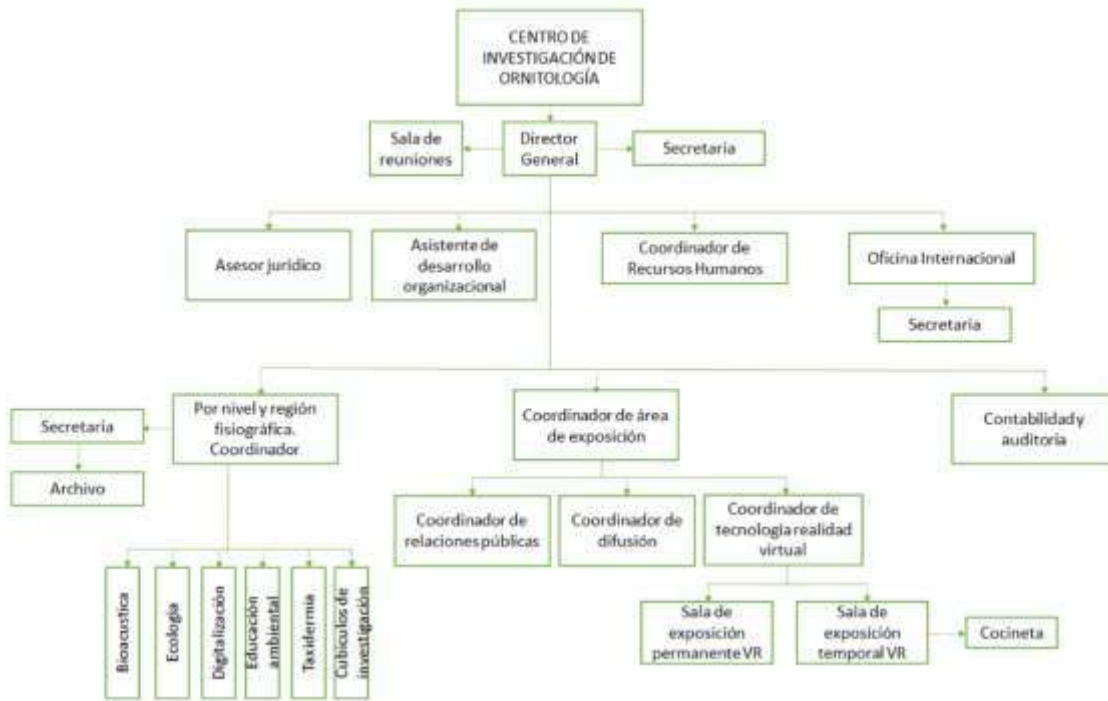 CENTRO DE
INVESTIGACIÓN DE
ORNITOLOGÍA
Sala de
reuniones
Director
General
Secretaria
Asesor jurídico
Asistente de
desarrollo
organizacional
Coordinador de
Recursos Humanos
Oficina Internacional
Secretaria
Secretaria
Archivo
Por nivel y región
fisiográfica.
Coordinador
Coordinador de área
de exposición
Contabilidad y
auditoria
Coordinador de
relaciones públicas
Coordinador de
difusión
Coordinador de
tecnología realidad
virtual
Bioacustica
Ecología
Digitalización
Educación
ambiental
Taxidermia
Cubículos de
investigación
Sala de
exposición
permanente VR
Sala de
exposición
temporal VR
Cocineta